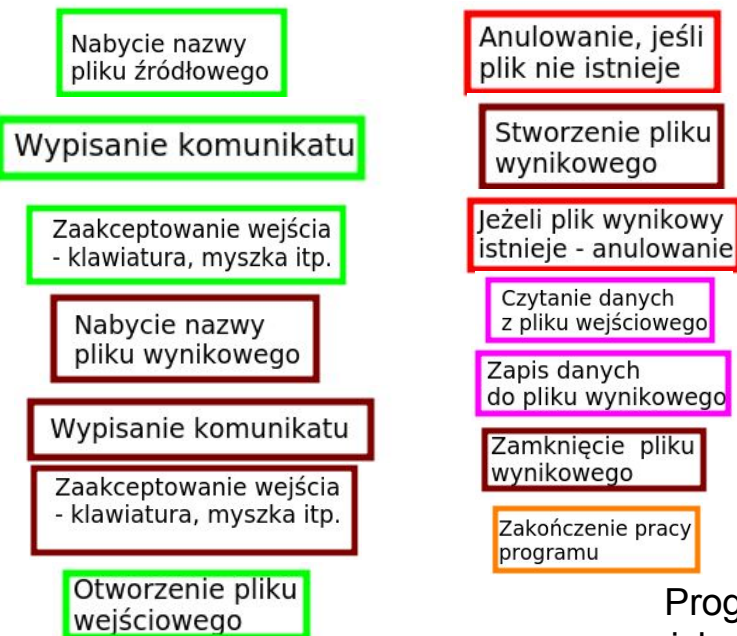 Nabycie nazwy
pliku źródłowego
Wypisanie komunikatu
Zaakceptowanie wejścia
- klawiatura, myszka itp.
Nabycie nazwy
pliku wynikowego
Wypisanie komunikatu
Zaakceptowanie wejścia
- klawiatura, myszka itp.
Otworzenie pliku
wejściowego
Anulowanie, jeśli
plik nie istnieje
Stworzenie pliku
wynikowego
Jeżeli plik wynikowy
istnieje - anulowanie
Czytanie danych
z pliku wejściowego
Zapis danych
do pliku wynikowego
Zamknięcie pliku
wynikowego
Zakończenie pracy
programu
Prog